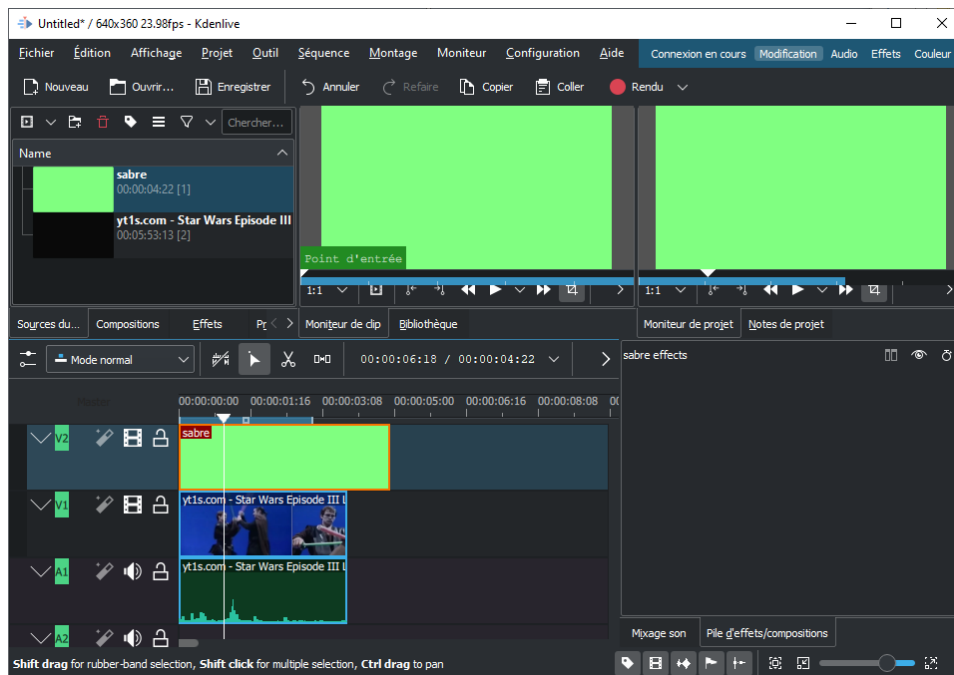 Untitled* / 640x360 23.98fps - Kdenlive
Fichier Édition Affichage Projet Outil Séquence Montage Moniteur Configuration Aide Connexion en cours Modification Audio Effets Couleur
Nouveau Ouvrir... Enregistrer Annuler Refaire Copier Coller Rendu
Chercher...
Name
sabre
00:00:04:22 [1]
yt1s.com - Star Wars Episode III
00:05:53:13 [2]
Point d'entrée
1:1 1:1
Sources du... Compositions Effets Moniteur de clip Bibliothèque Moniteur de projet Notes de projet
Mode normal 00:00:06:18 / 00:00:04:22 sabre effects
Master 00:00:00:00 00:00:01:16 00:00:03:08 00:00:05:00 00:00:06:16 00:00:08:08
V2 sabre
V1 yt1s.com - Star Wars Episode III
A1 yt1s.com - Star Wars Episode III
A2
Mixage son Pile d'effets/compositions
Shift drag for rubber-band selection, Shift click for multiple selection, Ctrl drag to pan